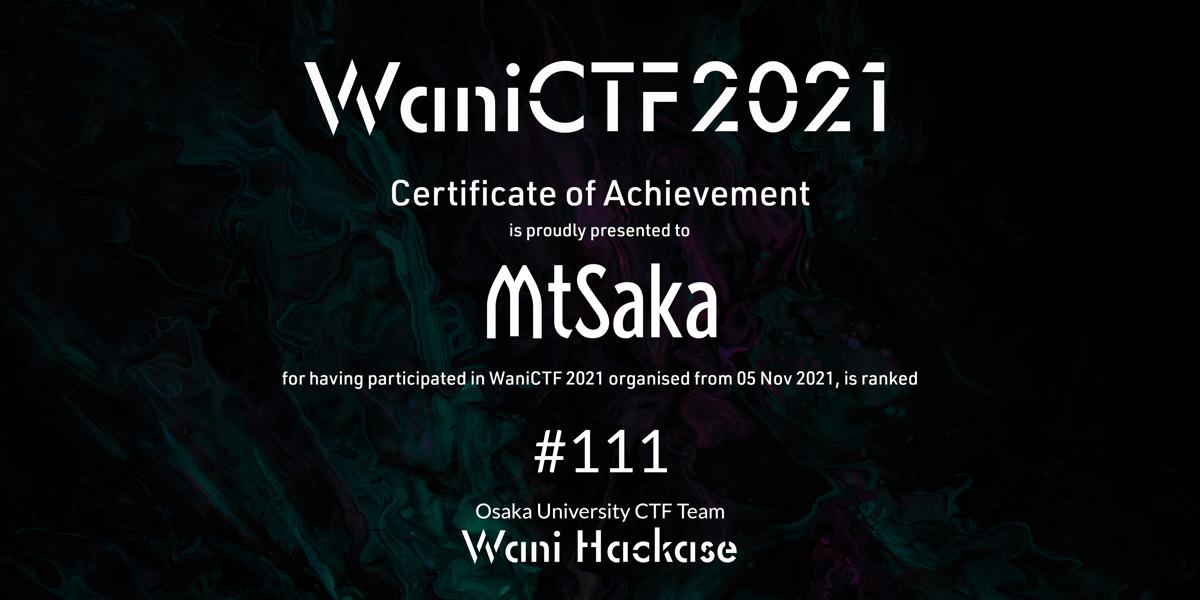 WaniCTF2021
Certificate of Achievement
is proudly presented to
MtSaka
for having participated in WaniCTF 2021 organised from 05 Nov 2021, is ranked
#111
Osaka University CTF Team
Wani Hackase